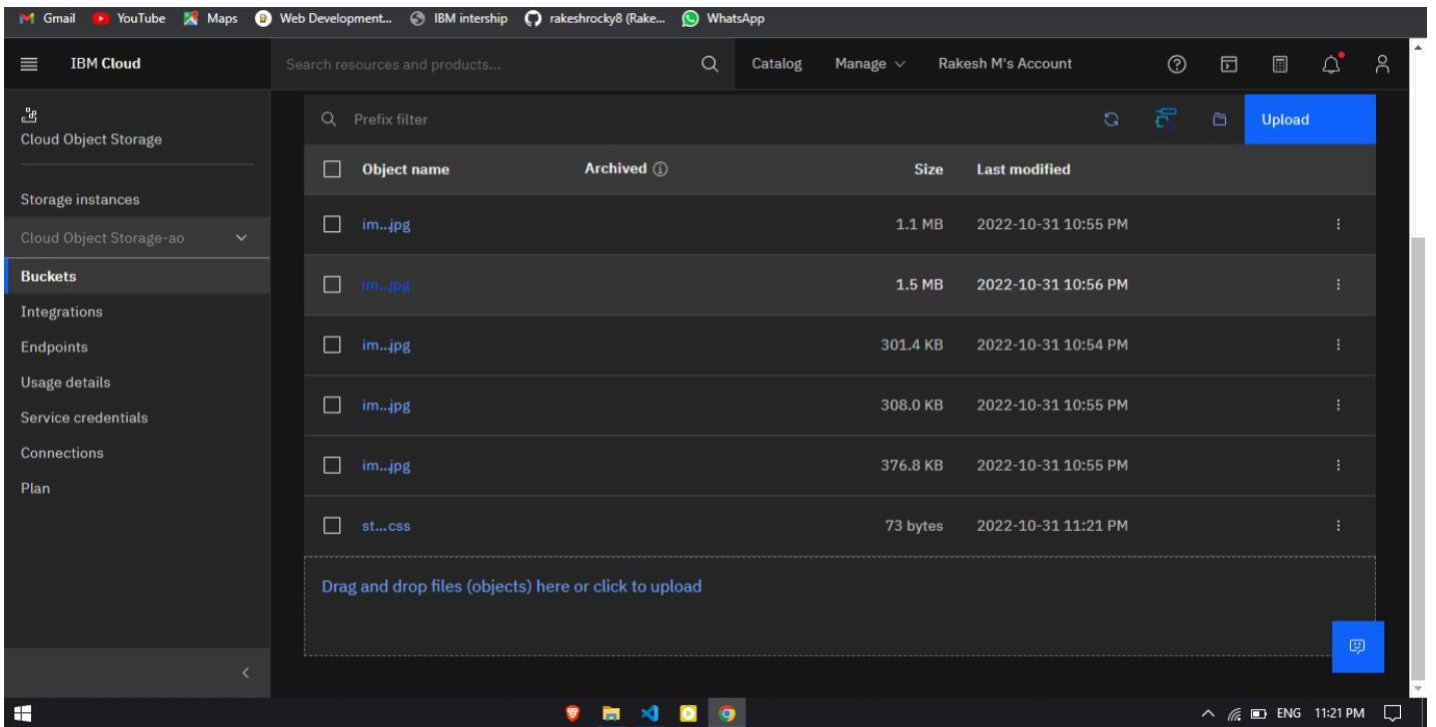 Gmail YouTube Maps Web Development... IBM intership rakeshrocky8 (Rake... WhatsApp
IBM Cloud Search resources and products... Catalog Manage Rakesh M's Account
Cloud Object Storage
Storage instances
Cloud Object Storage-ao
Buckets
Integrations
Endpoints
Usage details
Service credentials
Connections
Plan
Prefix filter Upload
Object name Archived Size Last modified
im...jpg 1.1 MB 2022-10-31 10:55 PM
im...jpg 1.5 MB 2022-10-31 10:56 PM
im...jpg 301.4 KB 2022-10-31 10:54 PM
im...jpg 308.0 KB 2022-10-31 10:55 PM
im...jpg 376.8 KB 2022-10-31 10:55 PM
st...css 73 bytes 2022-10-31 11:21 PM
Drag and drop files (objects) here or click to upload
ENG 11:21 PM